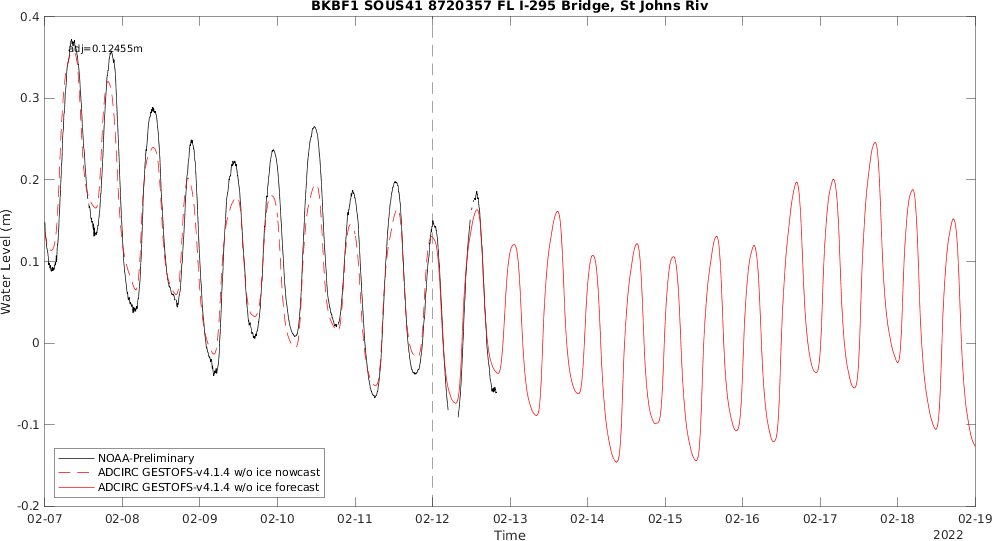 BKBF1 SOUS41 8720357 FL I-295 Bridge, St Johns Riv
adj=0.12455m
Water Level (m)
0.4
0.3
0.2
0.1
0
-0.1
-0.2
NOAA-Preliminary
ADCIRC GESTOFS-v4.1.4 w/o ice nowcast
ADCIRC GESTOFS-v4.1.4 w/o ice forecast
02-07 02-08 02-09 02-10 02-11 02-12 02-13 02-14 02-15 02-16 02-17 02-18 02-19
Time
2022